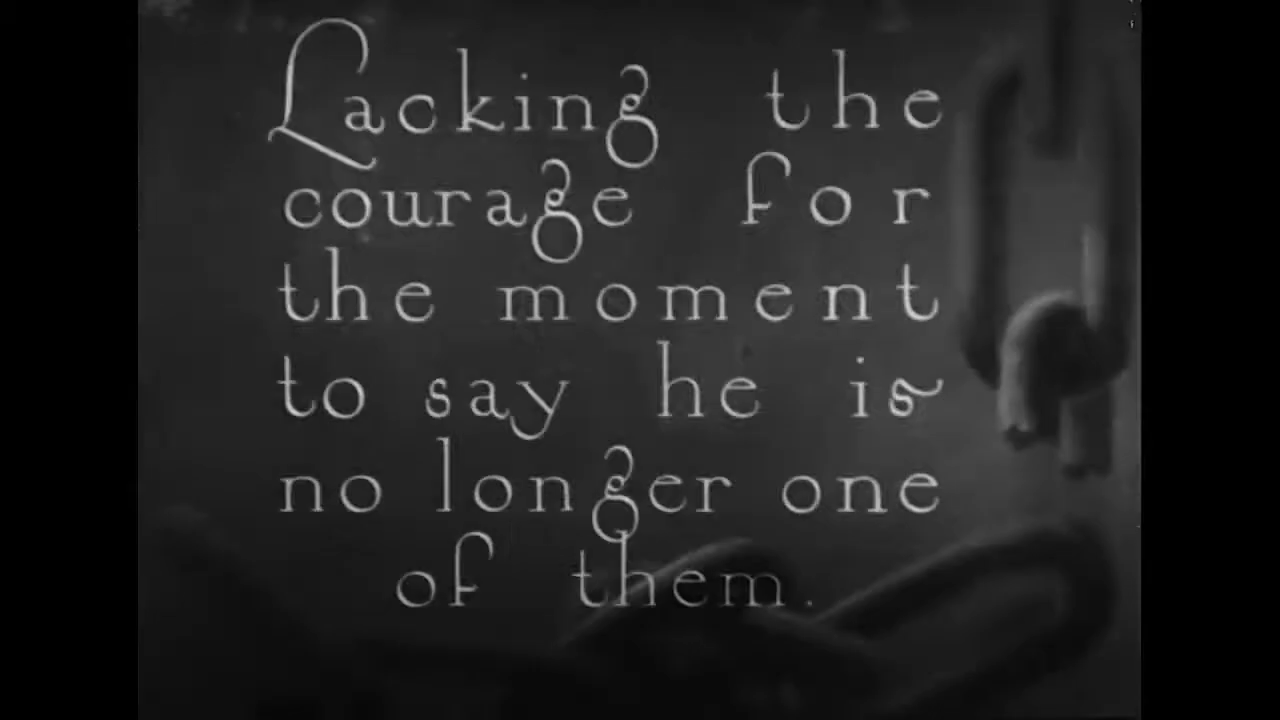 Lacking the
courage for
the moment
to say he is
no longer one
of them.